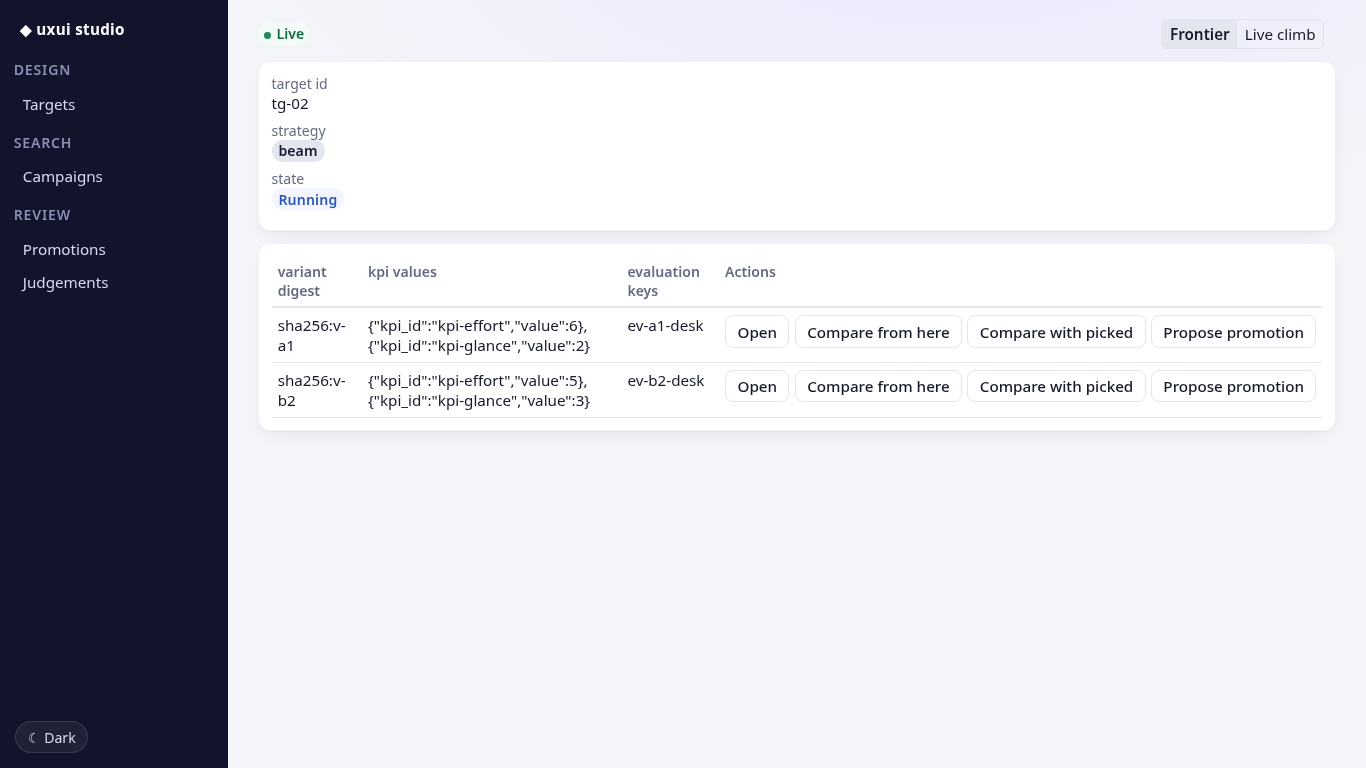 ◆ uxui studio
DESIGN
Targets
SEARCH
Campaigns
REVIEW
Promotions
Judgements
☾ Dark
Live
Frontier Live climb
target id
tg-02
strategy
beam
state
Running
variant digest kpi values evaluation keys Actions
sha256:v-a1 {"kpi_id":"kpi-effort","value":6}, {"kpi_id":"kpi-glance","value":2} ev-a1-desk Open Compare from here Compare with picked Propose promotion
sha256:v-b2 {"kpi_id":"kpi-effort","value":5}, {"kpi_id":"kpi-glance","value":3} ev-b2-desk Open Compare from here Compare with picked Propose promotion